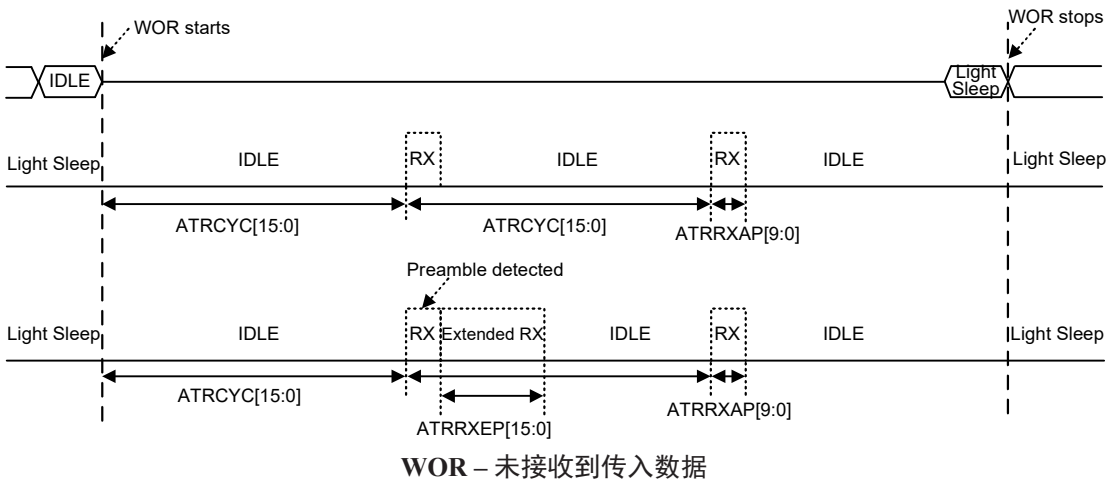 WOR starts
WOR stops
IDLE
Light
Sleep
Light Sleep
IDLE
RX
IDLE
RX
IDLE
Light Sleep
ATRCYC[15:0]
ATRCYC[15:0]
ATRRXAP[9:0]
Preamble detected
Light Sleep
IDLE
RX
Extended RX
IDLE
RX
IDLE
Light Sleep
ATRCYC[15:0]
ATRRXAP[9:0]
ATRRXEP[15:0]
WOR – 未接收到传入数据